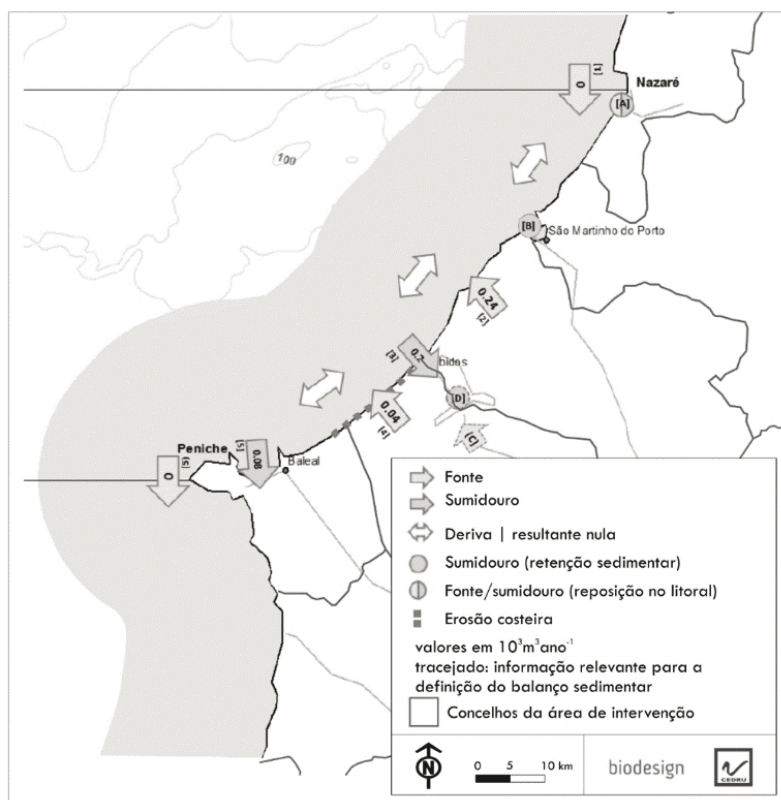 Nazaré
[1]
0
[A]
100
[B]
São Martinho do Porto
0.24
[2]
[3]
0.2
bidos
[D]
0.04
[4]
(C)
Peniche
[5]
0.08
Baleal
0
Fonte
Sumidouro
Deriva | resultante nula
Sumidouro (retenção sedimentar)
Fonte/sumidouro (reposição no litoral)
Erosão costeira
valores em 10³m³ano⁻¹
tracejado: informação relevante para a
definição do balanço sedimentar
Concelhos da área de intervenção
N
0 5 10 km
biodesign
CEDRU